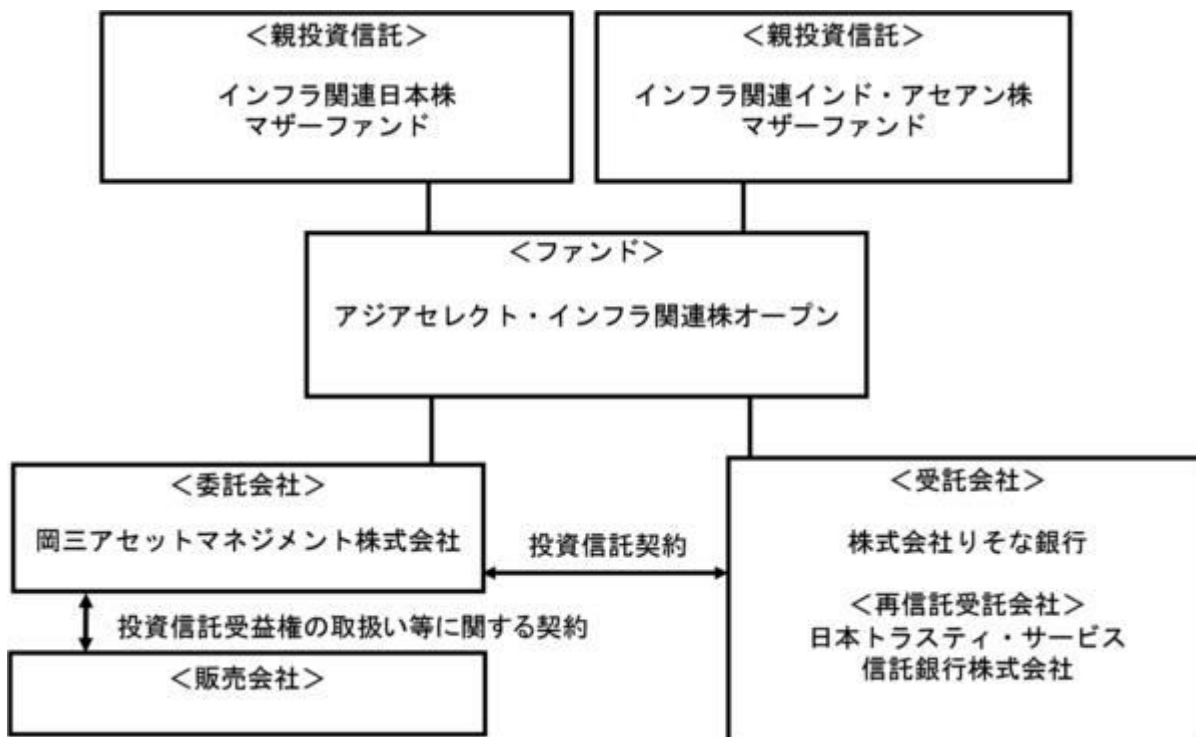 ＜親投資信託＞
インフラ関連日本株
マザーファンド
＜親投資信託＞
インフラ関連インド・アセアン株
マザーファンド
＜ファンド＞
アジアセレクト・インフラ関連株オープン
＜委託会社＞
岡三アセットマネジメント株式会社
投資信託契約
＜受託会社＞
株式会社りそな銀行
＜再信託受託会社＞
日本トラスティ・サービス
信託銀行株式会社
投資信託受益権の取扱い等に関する契約
＜販売会社＞